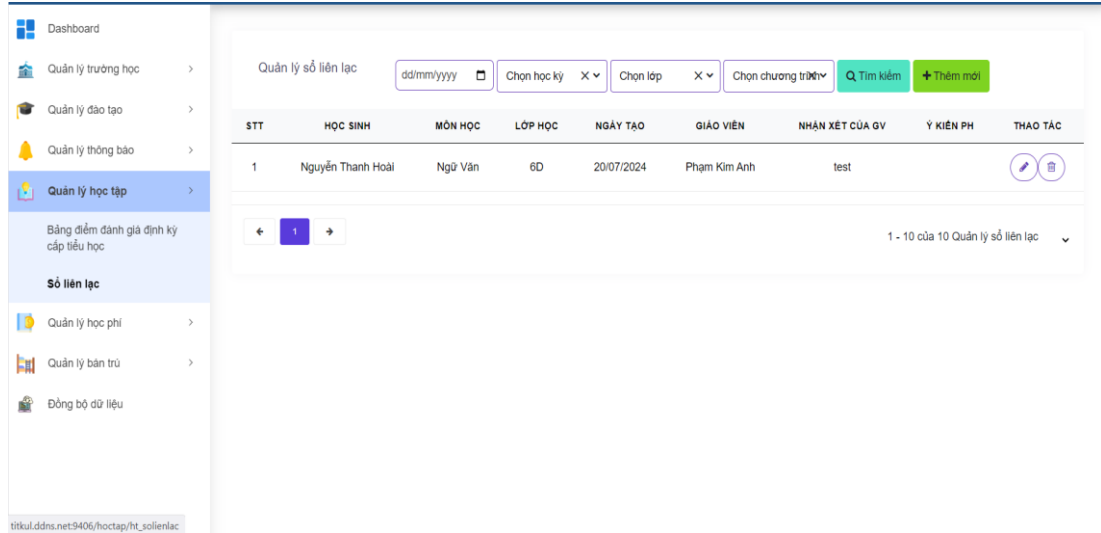 Dashboard
Quản lý trường học
Quản lý đào tạo
Quản lý thông báo
Quản lý học tập
Bảng điểm đánh giá định kỳ
cấp tiểu học
Sổ liên lạc
Quản lý học phí
Quản lý bán trú
Đồng bộ dữ liệu
titkul.ddns.net:9406/hoctap/ht_solienlac
Quản lý sổ liên lạc dd/mm/yyyy Chọn học kỳ Chọn lớp Chọn chương trình Tìm kiếm Thêm mới
STT HỌC SINH MÔN HỌC LỚP HỌC NGÀY TẠO GIÁO VIÊN NHẬN XÉT CỦA GV Ý KIẾN PH THAO TÁC
1 Nguyễn Thanh Hoài Ngữ Văn 6D 20/07/2024 Phạm Kim Anh test
1
1 - 10 của 10 Quản lý sổ liên lạc